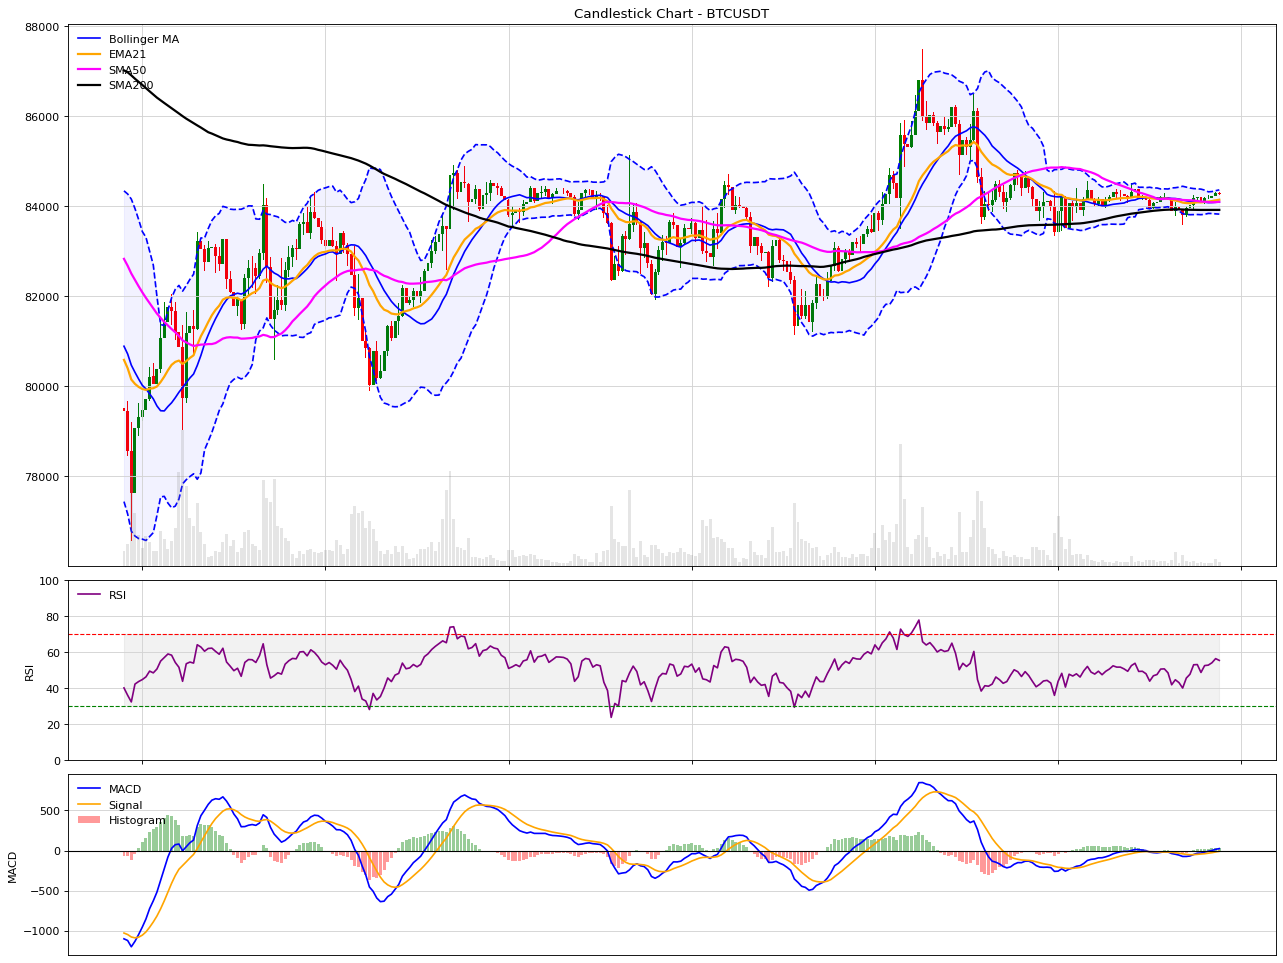 Candlestick Chart - BTCUSDT
88000
86000
84000
82000
80000
78000
Bollinger MA
EMA21
SMA50
SMA200
100
80
60
40
20
0
RSI
RSI
500
0
−500
−1000
MACD
MACD
Signal
Histogram